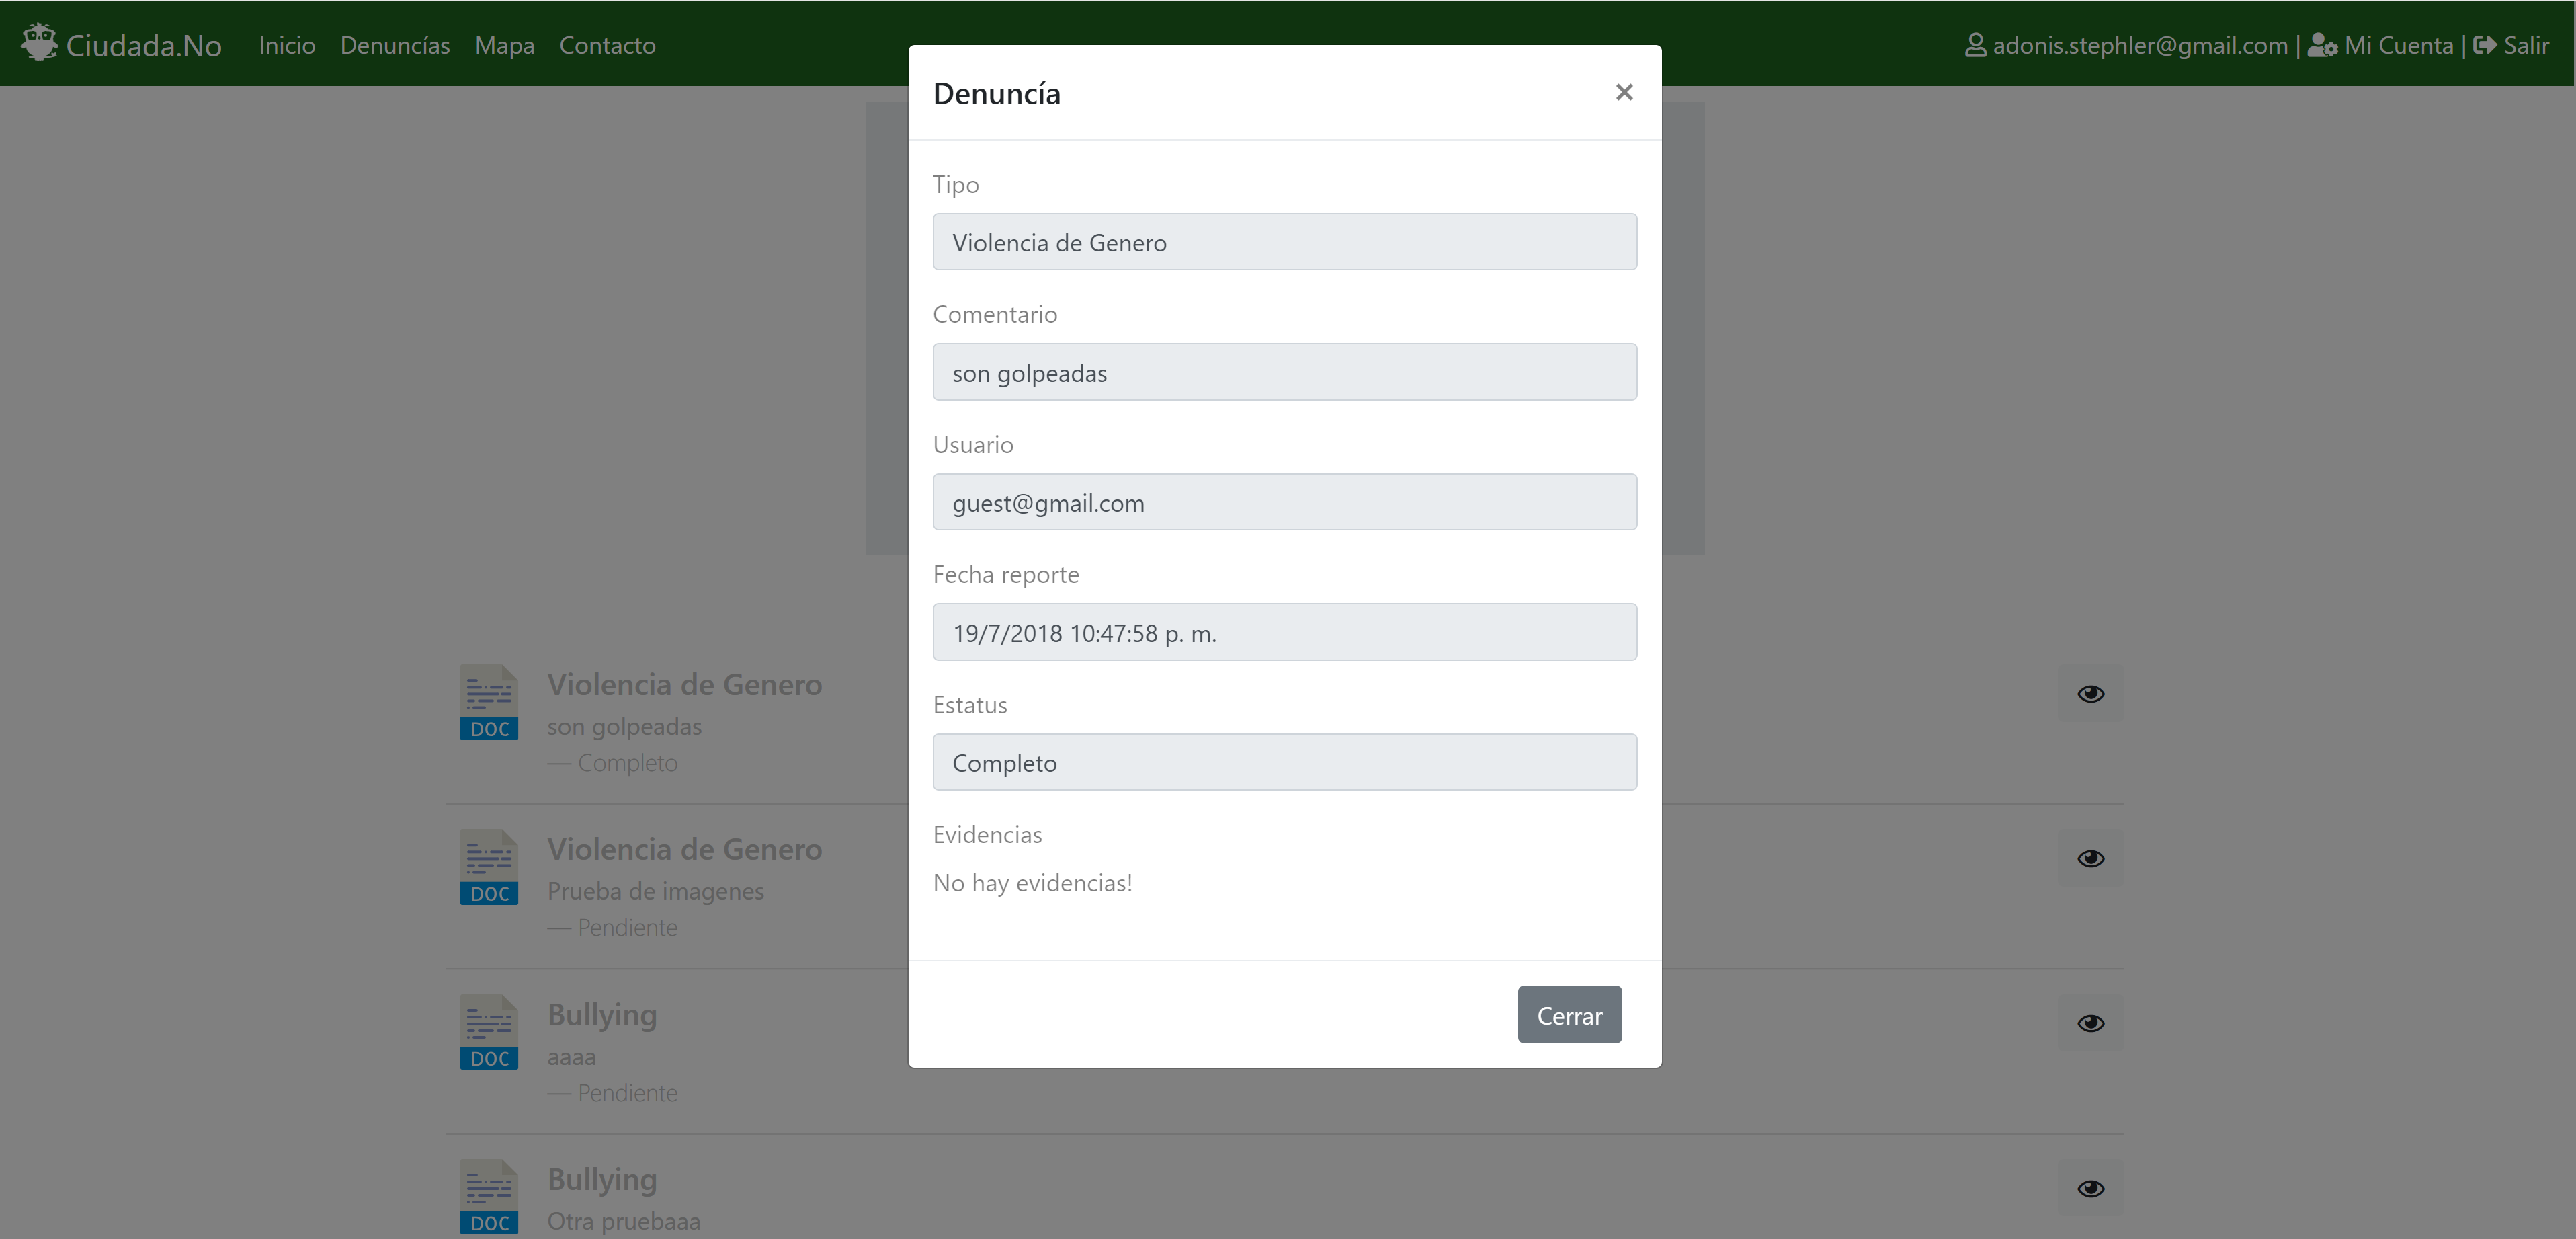 Ciudada.No Inicio Denuncías Mapa Contacto adonis.stephler@gmail.com | Mi Cuenta | Salir
Denuncía ×
Tipo
Violencia de Genero
Comentario
son golpeadas
Usuario
guest@gmail.com
Fecha reporte
19/7/2018 10:47:58 p. m.
Estatus
Completo
Evidencias
No hay evidencias!
Cerrar
DOC
Violencia de Genero
son golpeadas
— Completo
DOC
Violencia de Genero
Prueba de imagenes
— Pendiente
DOC
Bullying
aaaa
— Pendiente
DOC
Bullying
Otra pruebaaa